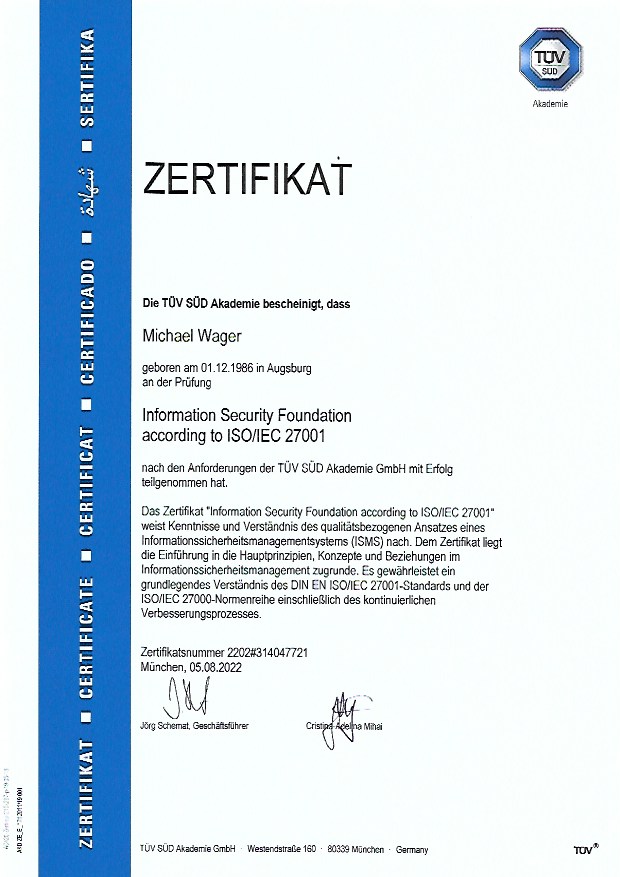 TÜV
SÜD
Akademie
ZERTIFIKAT ■ CERTIFICATE ■ CERTIFICAT ■ CERTIFICADO ■ شهادة ■ SERTIFIKA
ZERTIFIKAT
Die TÜV SÜD Akademie bescheinigt, dass
Michael Wager
geboren am 01.12.1986 in Augsburg
an der Prüfung
Information Security Foundation
according to ISO/IEC 27001
nach den Anforderungen der TÜV SÜD Akademie GmbH mit Erfolg
teilgenommen hat.
Das Zertifikat "Information Security Foundation according to ISO/IEC 27001"
weist Kenntnisse und Verständnis des qualitätsbezogenen Ansatzes eines
Informationssicherheitsmanagementsystems (ISMS) nach. Dem Zertifikat liegt
die Einführung in die Hauptprinzipien, Konzepte und Beziehungen im
Informationssicherheitsmanagement zugrunde. Es gewährleistet ein
grundlegendes Verständnis des DIN EN ISO/IEC 27001-Standards und der
ISO/IEC 27000-Normenreihe einschließlich des kontinuierlichen
Verbesserungsprozesses.
Zertifikatsnummer 2202#314047721
München, 05.08.2022
Jörg Schemat, Geschäftsführer
Cristina Adelina Mihai
TÜV SÜD Akademie GmbH · Westendstraße 160 · 80339 München · Germany
TÜV®